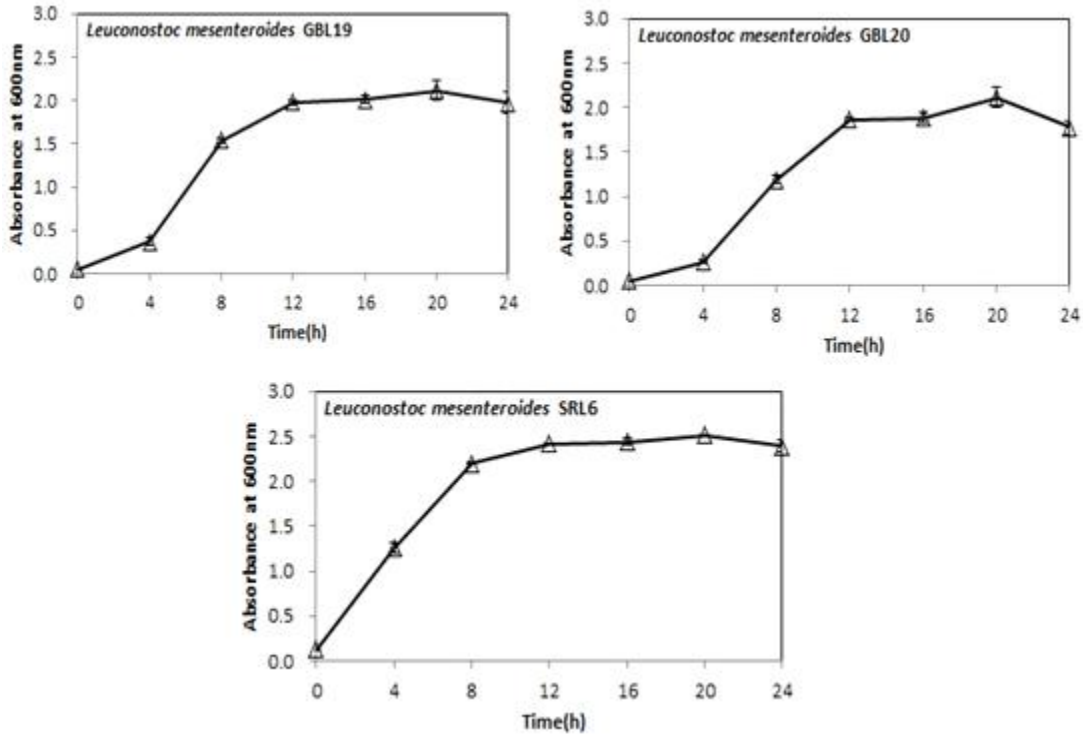 Leuconostoc mesenteroides GBL19
Absorbance at 600nm
3.0
2.5
2.0
1.5
1.0
0.5
0.0
0 4 8 12 16 20 24
Time(h)
Leuconostoc mesenteroides GBL20
Absorbance at 600nm
3.0
2.5
2.0
1.5
1.0
0.5
0.0
0 4 8 12 16 20 24
Time(h)
Leuconostoc mesenteroides SRL6
Absorbance at 600nm
3.0
2.5
2.0
1.5
1.0
0.5
0.0
0 4 8 12 16 20 24
Time(h)